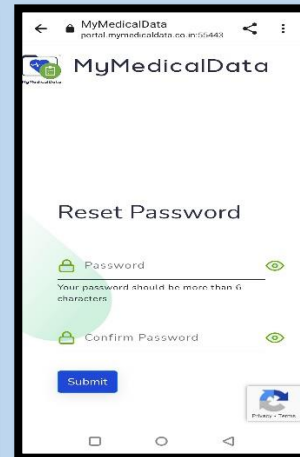 MyMedicalData
portal.mymedicaldata.co.in:55443
MyMedicalData
MyMedicalData
Reset Password
Password
Your password should be more than 6
characters
Confirm Password
Submit
Privacy - Terms